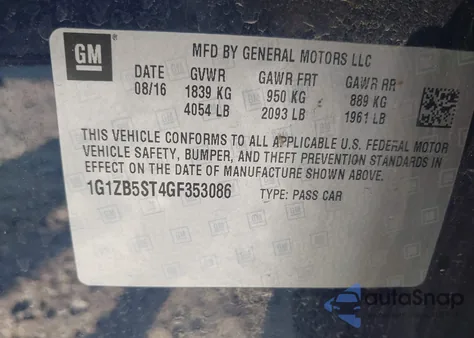 GM
MFD BY GENERAL MOTORS LLC
DATE GVWR GAWR FRT GAWR RR
08/16 1839 KG 950 KG 889 KG
4054 LB 2093 LB 1961 LB
THIS VEHICLE CONFORMS TO ALL APPLICABLE U.S. FEDERAL MOTOR
VEHICLE SAFETY, BUMPER, AND THEFT PREVENTION STANDARDS IN
EFFECT ON THE DATE OF MANUFACTURE SHOWN ABOVE.
1G1ZB5ST4GF353086 TYPE: PASS CAR
AutaSnap